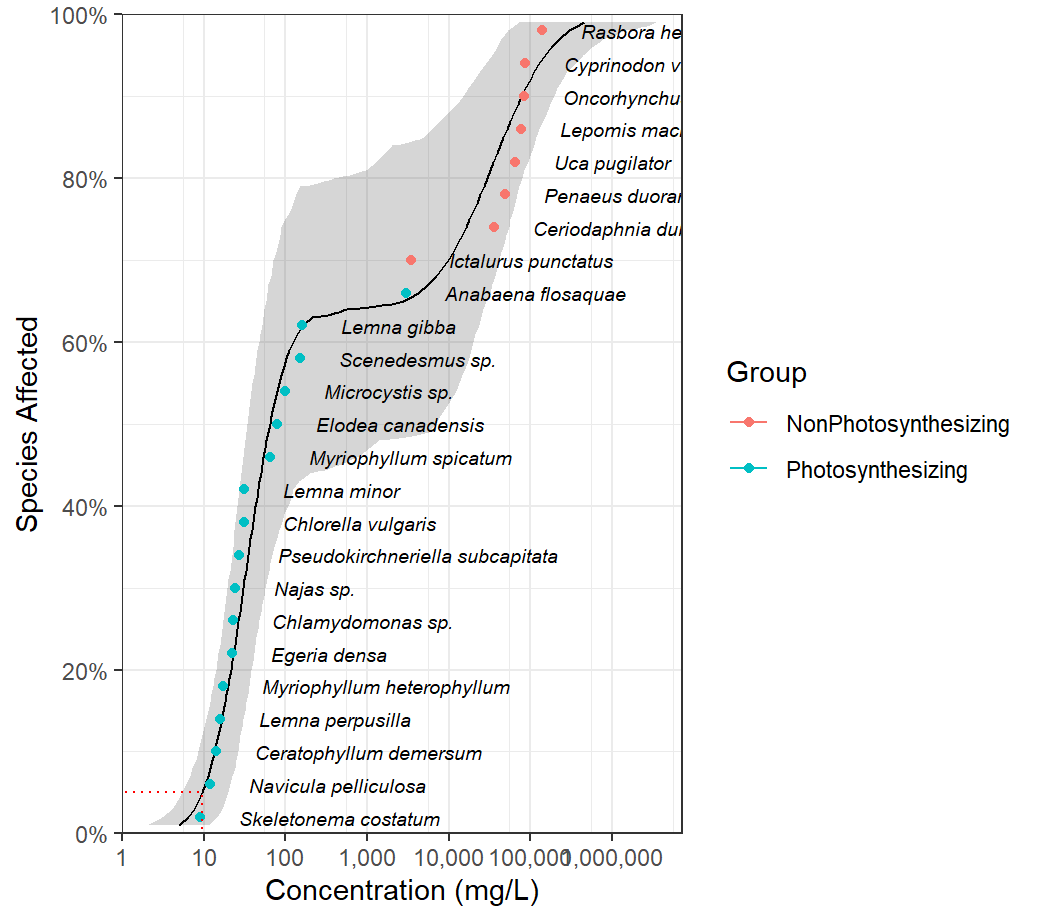 100%
80%
60%
40%
20%
0%
Species Affected
Rasbora he
Cyprinodon v
Oncorhynchu
Lepomis mac
Uca pugilator
Penaeus duora
Ceriodaphnia du
Ictalurus punctatus
Anabaena flosaquae
Lemna gibba
Scenedesmus sp.
Microcystis sp.
Elodea canadensis
Myriophyllum spicatum
Lemna minor
Chlorella vulgaris
Pseudokirchneriella subcapitata
Najas sp.
Chlamydomonas sp.
Egeria densa
Myriophyllum heterophyllum
Lemna perpusilla
Ceratophyllum demersum
Navicula pelliculosa
Skeletonema costatum
1 10 100 1,000 10,000 100,000 1,000,000
Concentration (mg/L)
Group
NonPhotosynthesizing
Photosynthesizing